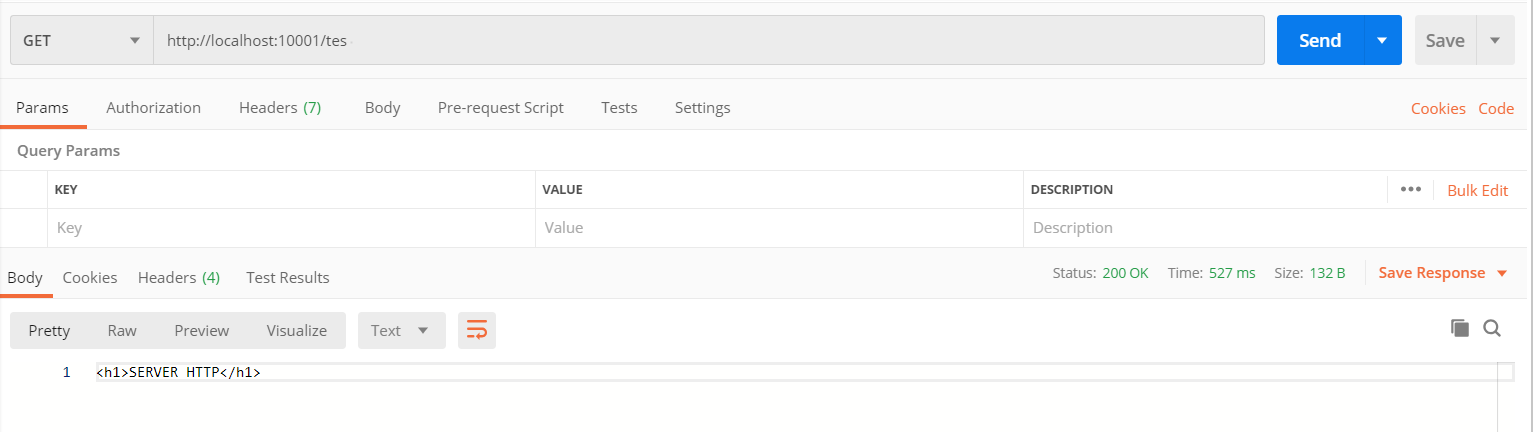 GET http://localhost:10001/tes Send Save
Params Authorization Headers (7) Body Pre-request Script Tests Settings Cookies Code
Query Params
KEY VALUE DESCRIPTION ••• Bulk Edit
Key Value Description
Body Cookies Headers (4) Test Results Status: 200 OK Time: 527 ms Size: 132 B Save Response
Pretty Raw Preview Visualize Text
1 <h1>SERVER HTTP</h1>